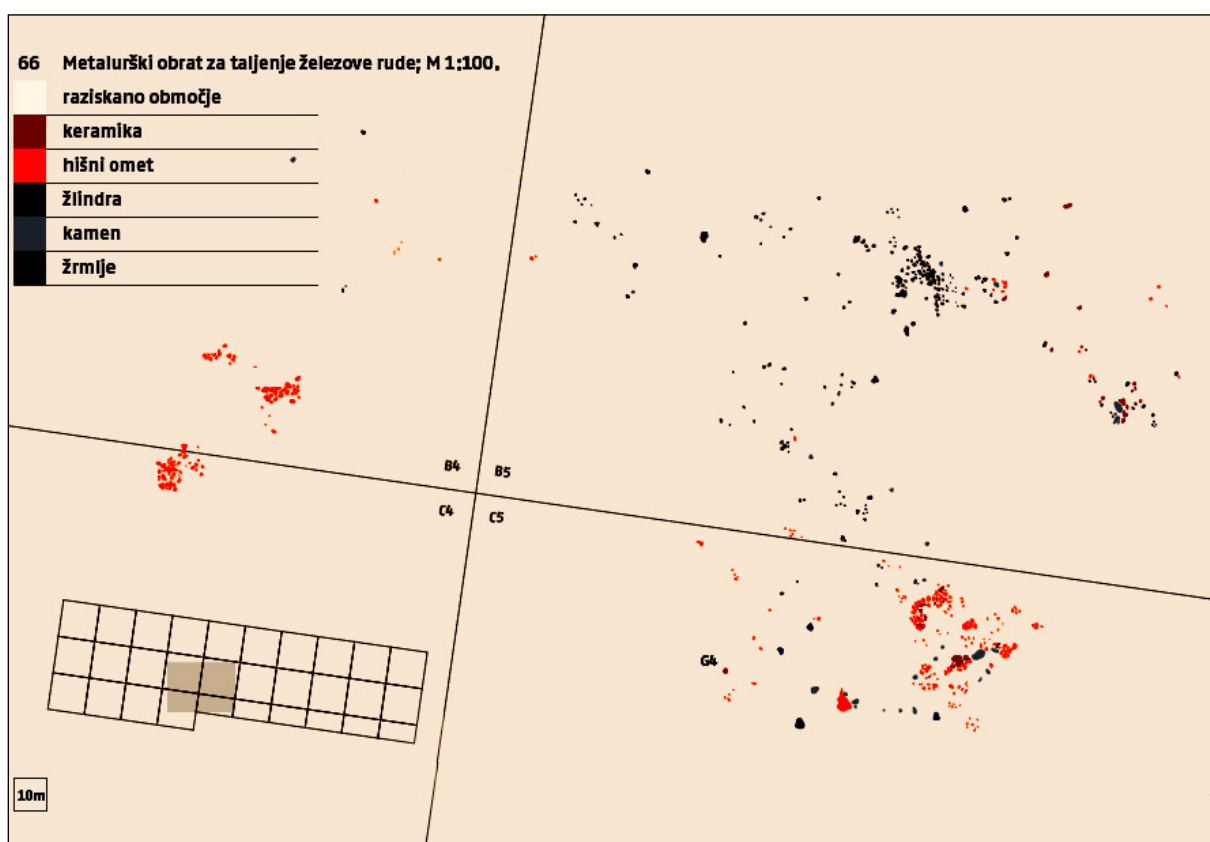 66 Metalurški obrat za taljenje železove rude; M 1:100.
raziskano območje
keramika
hišni omet
žlindra
kamen
žrmlje
B4 B5
C4 C5
G4
10m